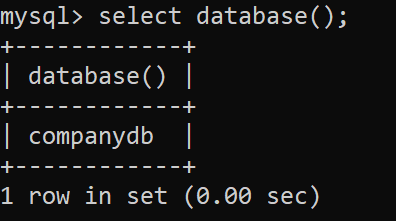 mysql> select database();
+------------+
| database() |
+------------+
| companydb  |
+------------+
1 row in set (0.00 sec)